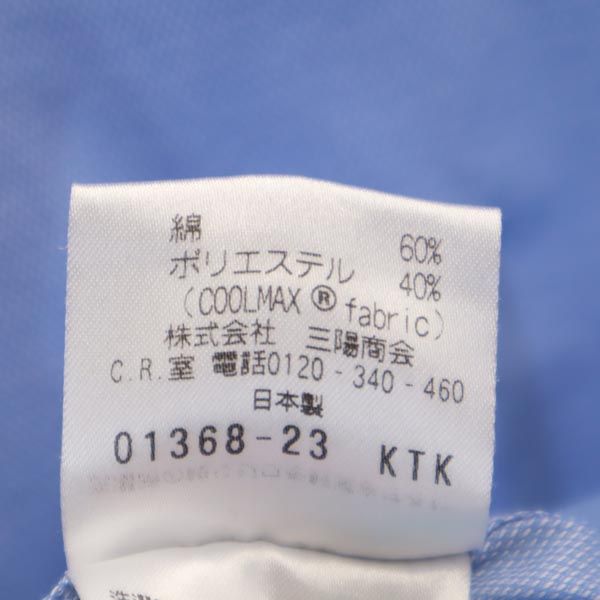 綿 60%
ポリエステル 40%
(COOLMAX ® fabric)
株式会社 三陽商会
C.R.室 電話0120-340-460
日本製
01368-23 KTK